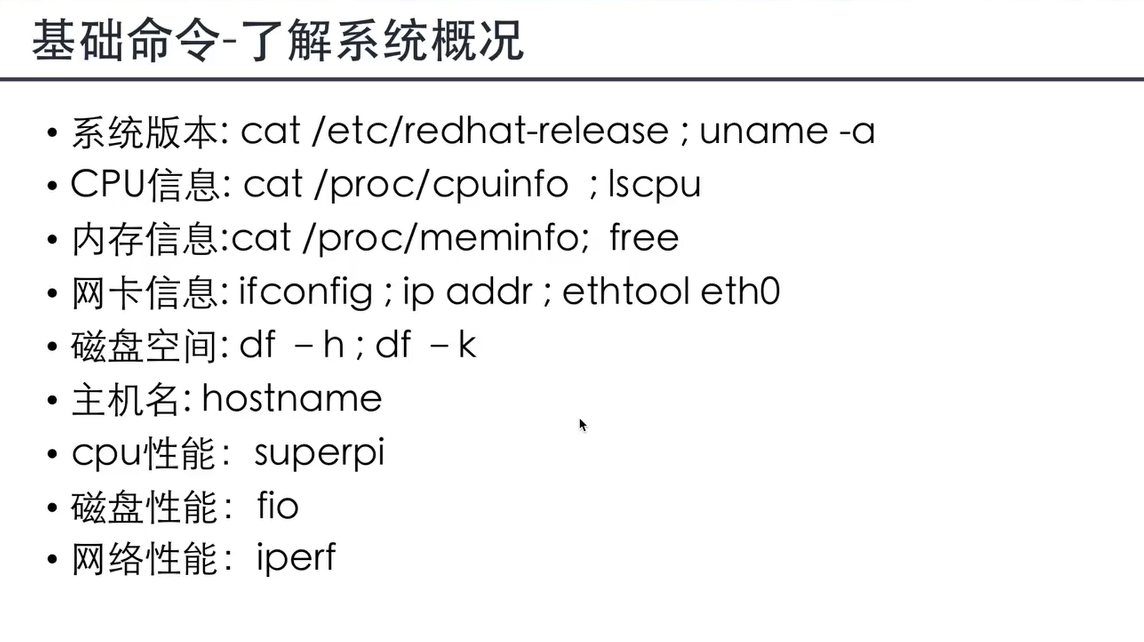 基础命令-了解系统概况
• 系统版本: cat /etc/redhat-release ; uname -a
• CPU信息: cat /proc/cpuinfo ; lscpu
• 内存信息:cat /proc/meminfo; free
• 网卡信息: ifconfig ; ip addr ; ethtool eth0
• 磁盘空间: df –h ; df –k
• 主机名: hostname
• cpu性能：superpi
• 磁盘性能：fio
• 网络性能：iperf